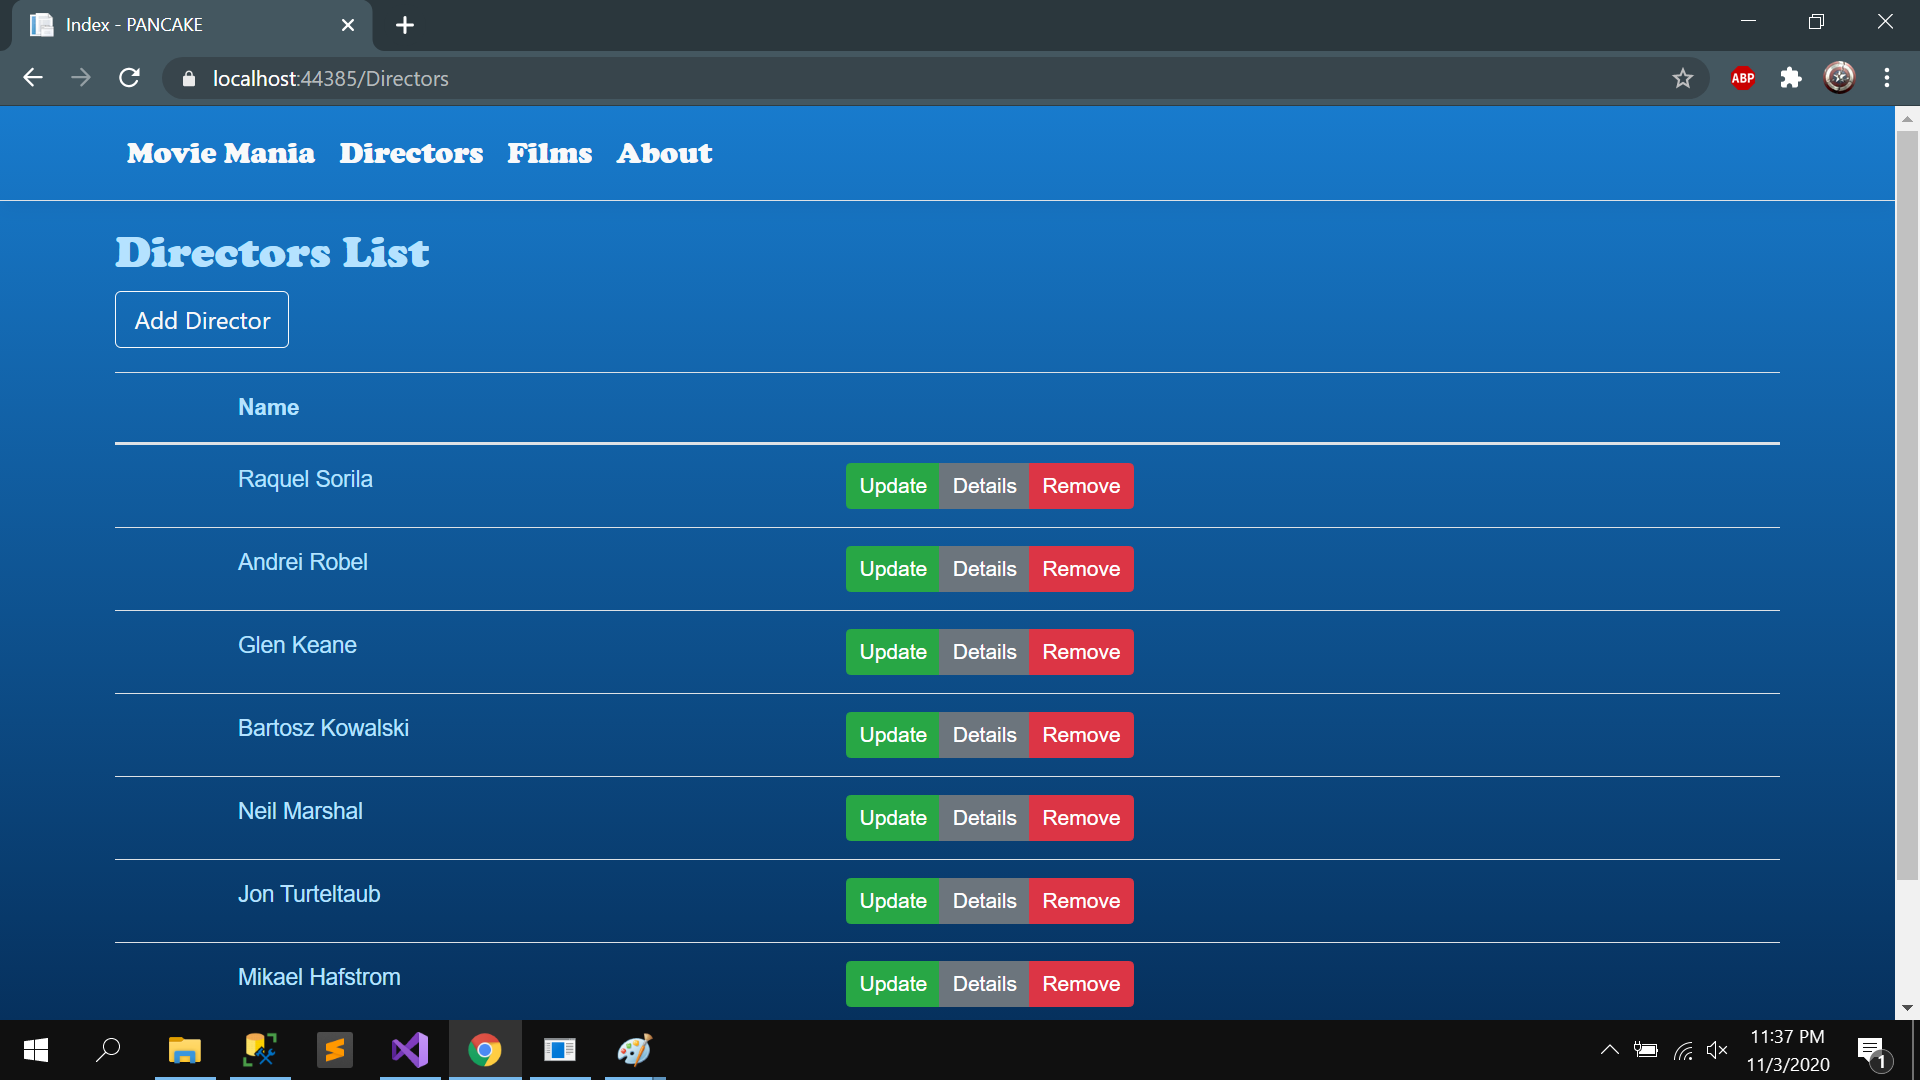 Index - PANCAKE
localhost:44385/Directors
ABP
Movie Mania Directors Films About
Directors List
Add Director
Name
Raquel Sorila Update Details Remove
Andrei Robel Update Details Remove
Glen Keane Update Details Remove
Bartosz Kowalski Update Details Remove
Neil Marshal Update Details Remove
Jon Turteltaub Update Details Remove
Mikael Hafstrom Update Details Remove
11:37 PM
11/3/2020
1